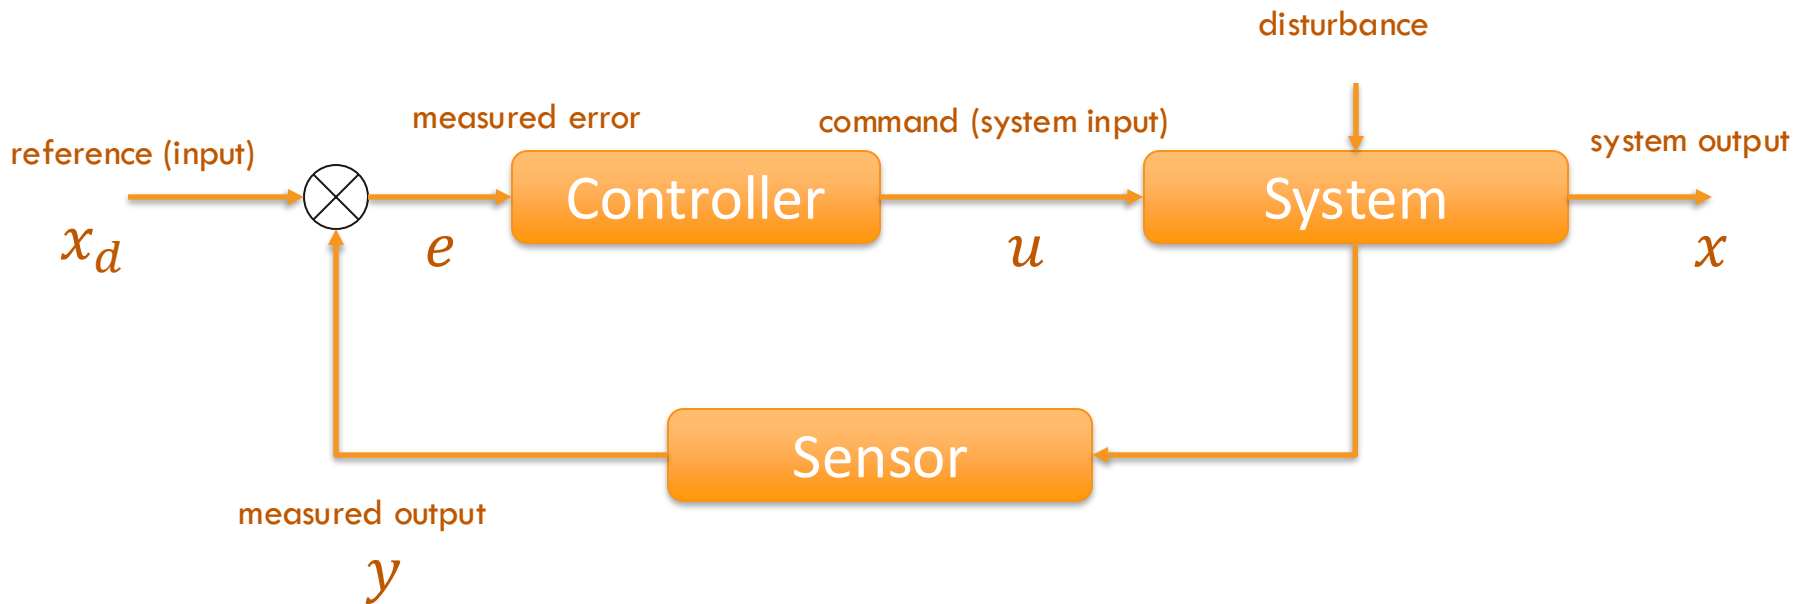 disturbance
measured error
command (system input)
reference (input)
system output
Controller
System
x_d
e
u
x
Sensor
measured output
y